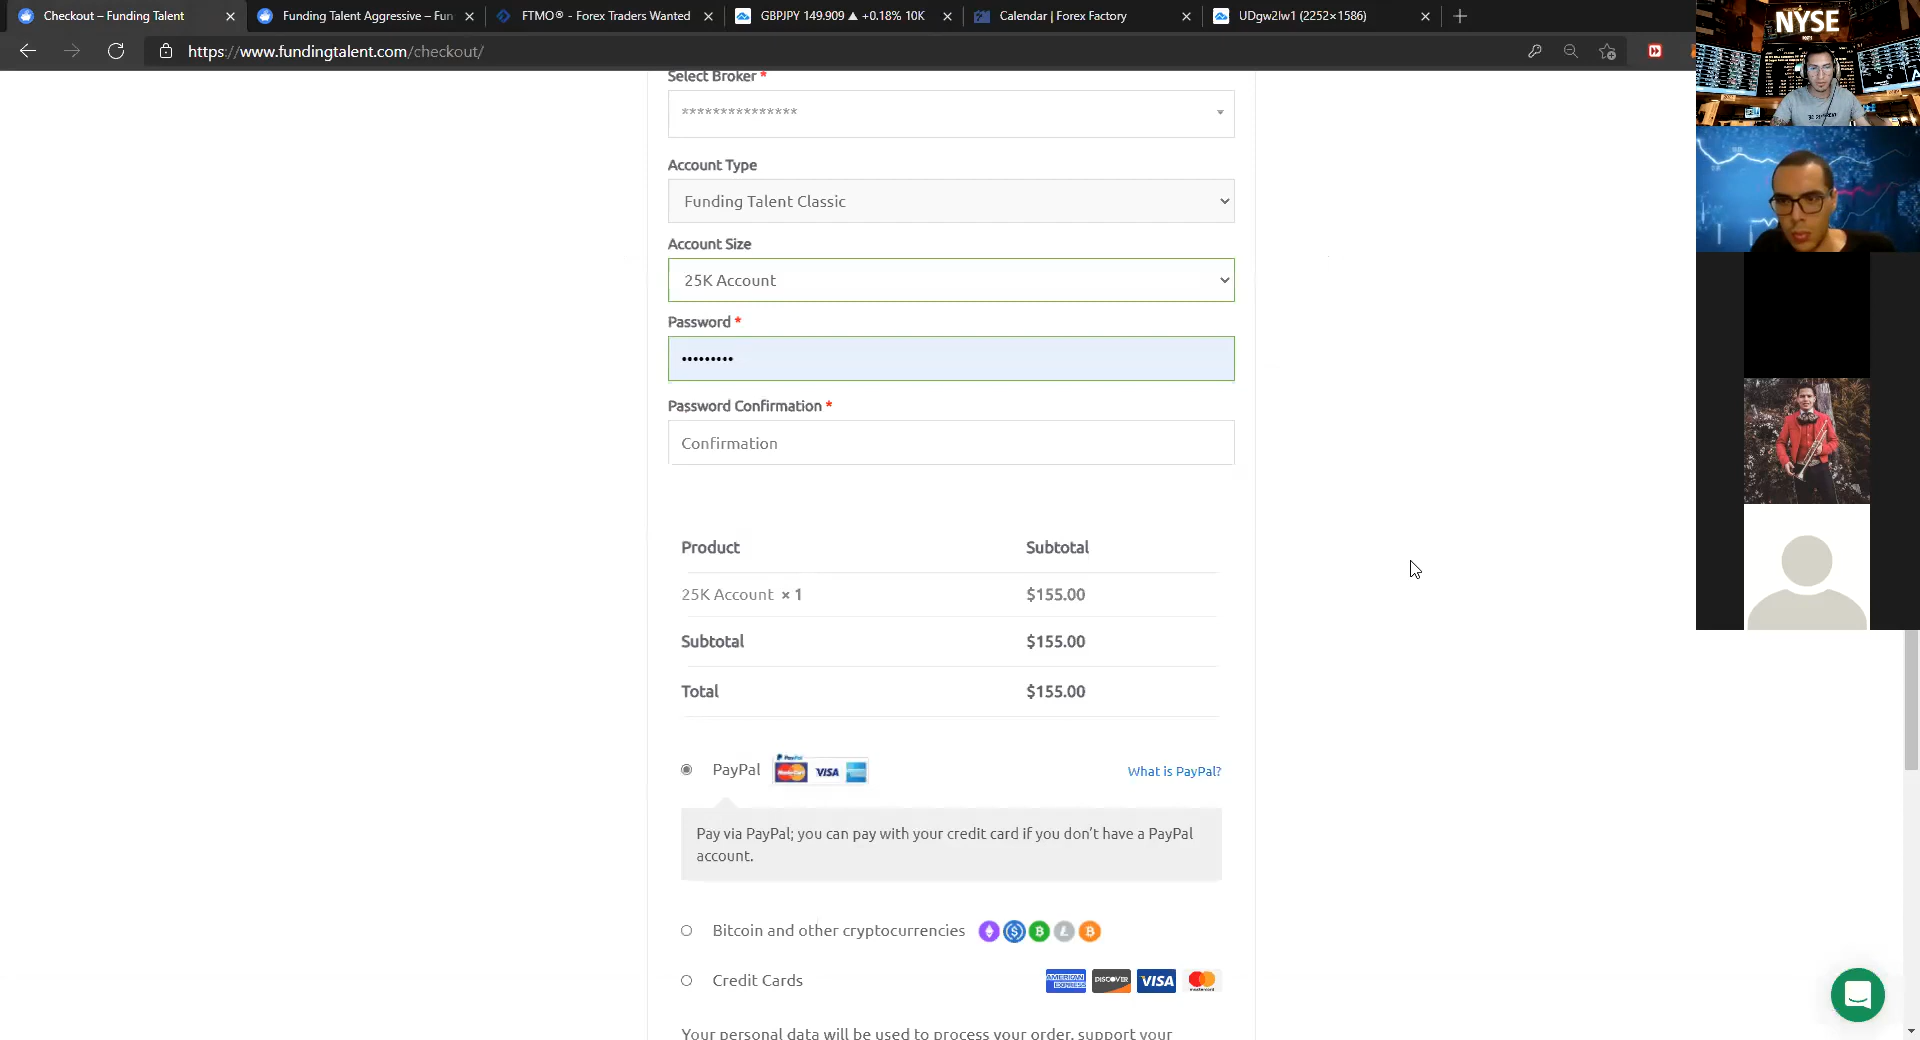 Checkout – Funding Talent
Funding Talent Aggressive – Fun
FTMO® - Forex Traders Wanted
GBPJPY 149.909 ▲ +0.18% 10K
Calendar | Forex Factory
UDgw2lw1 (2252×1586)
https://www.fundingtalent.com/checkout/
NYSE
Select Broker *
***************
Account Type
Funding Talent Classic
Account Size
25K Account
Password *
•••••••••
Password Confirmation *
Confirmation
Product Subtotal
25K Account × 1 $155.00
Subtotal $155.00
Total $155.00
PayPal PayPal MasterCard VISA What is PayPal?
Pay via PayPal; you can pay with your credit card if you don’t have a PayPal
account.
Bitcoin and other cryptocurrencies
Credit Cards AMERICAN EXPRESS DISCOVER VISA mastercard
Your personal data will be used to process your order, support your